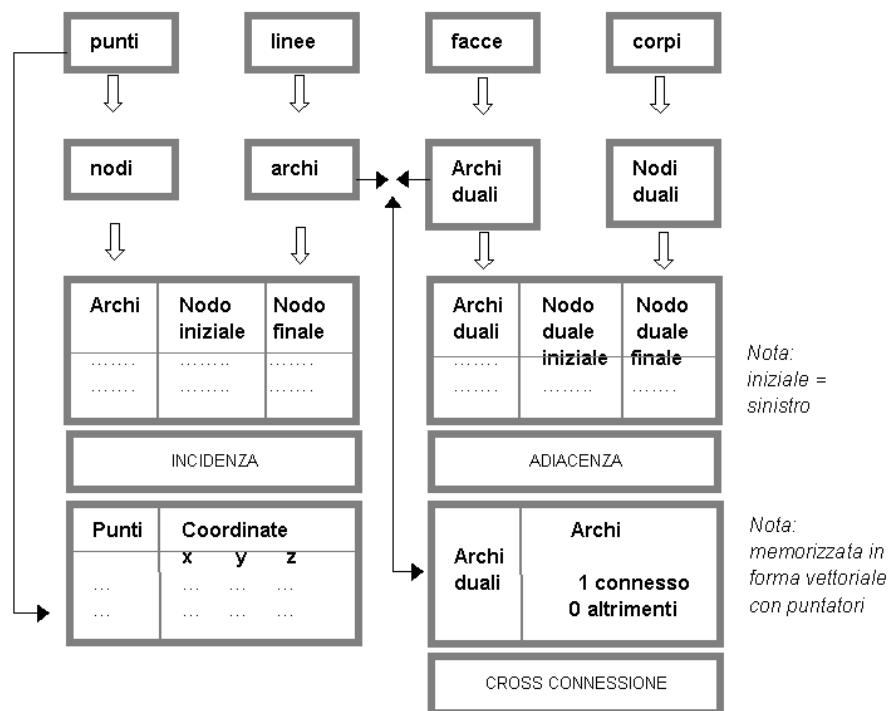 punti
linee
facce
corpi
nodi
archi
Archi
duali
Nodi
duali
Archi
Nodo
iniziale
Nodo
finale
…….
……..
…….
…….
……..
…….
INCIDENZA
Archi
duali
Nodo
duale
iniziale
Nodo
duale
finale
…….
…….
……..
…….
ADIACENZA
Nota:
iniziale =
sinistro
Punti
Coordinate
x y z
… … … …
… … … …
Archi
duali
Archi
1 connesso
0 altrimenti
CROSS CONNESSIONE
Nota:
memorizzata in
forma vettoriale
con puntatori